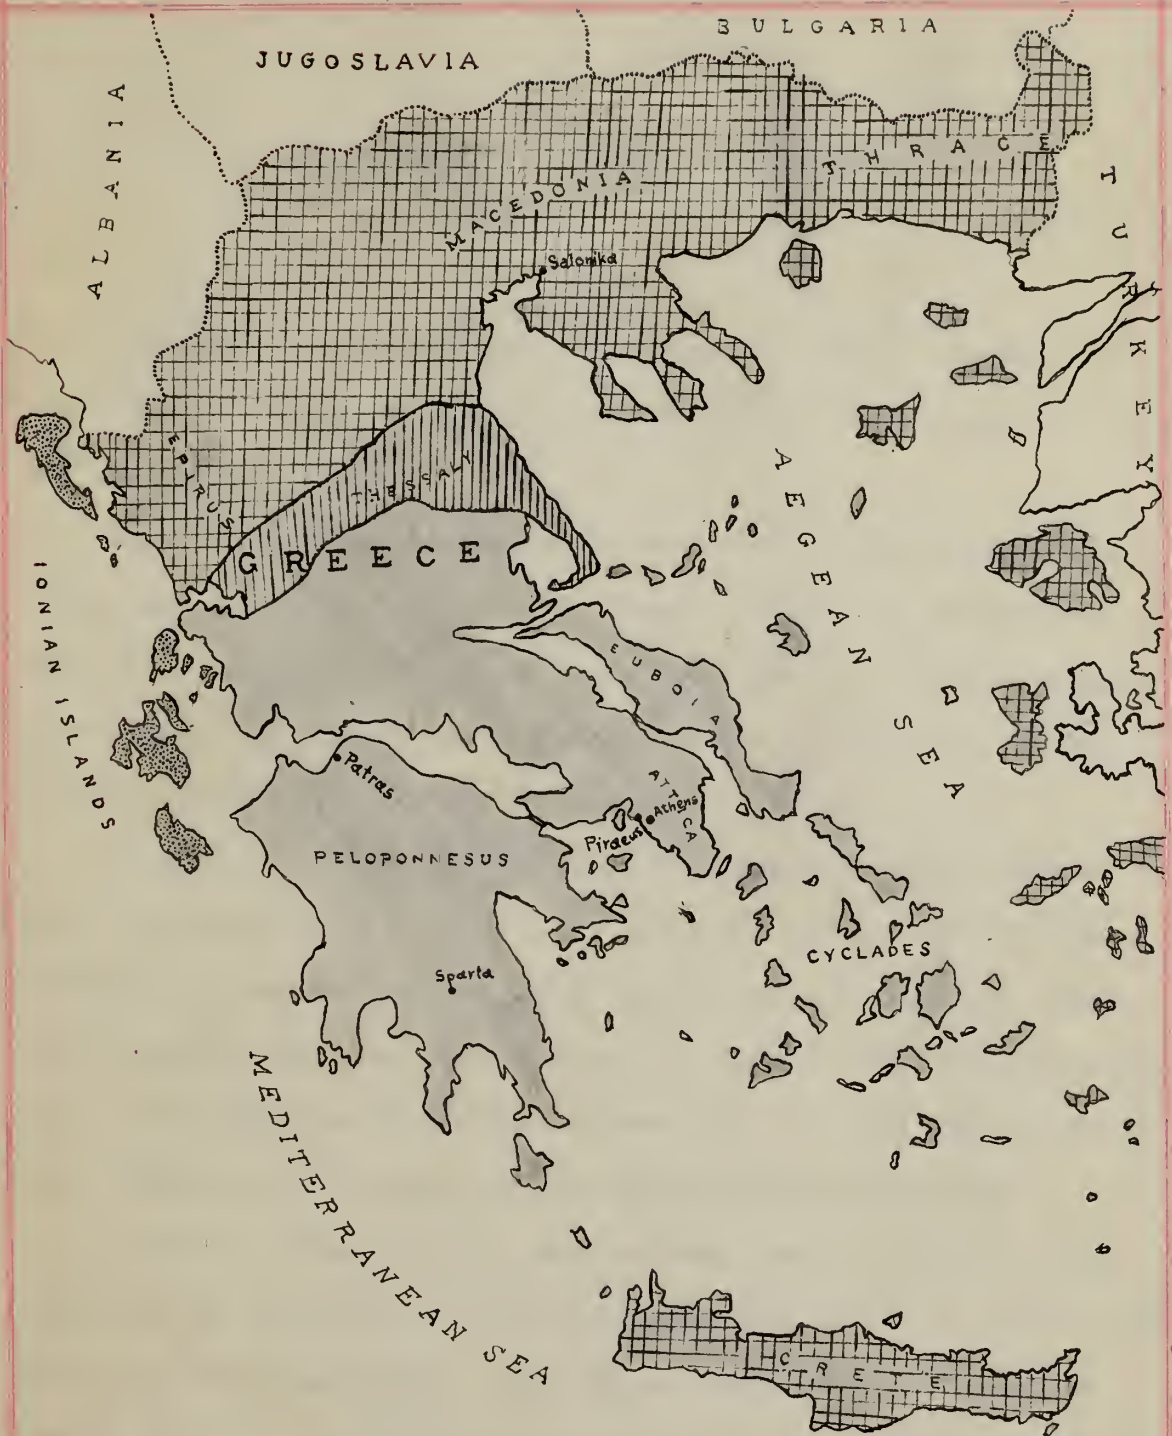 BULGARIA
JUGOSLAVIA
ALBANIA
THRACE
MACEDONIA
TURKEY
Salonika
EPIRUS
THESSALY
GREECE
AEGEAN SEA
IONIAN ISLANDS
EUBOIA
Patras
ATTICA
Athens
Piraeus
PELOPONNESUS
CYCLADES
Sparta
MEDITERRANEAN SEA
CRETE